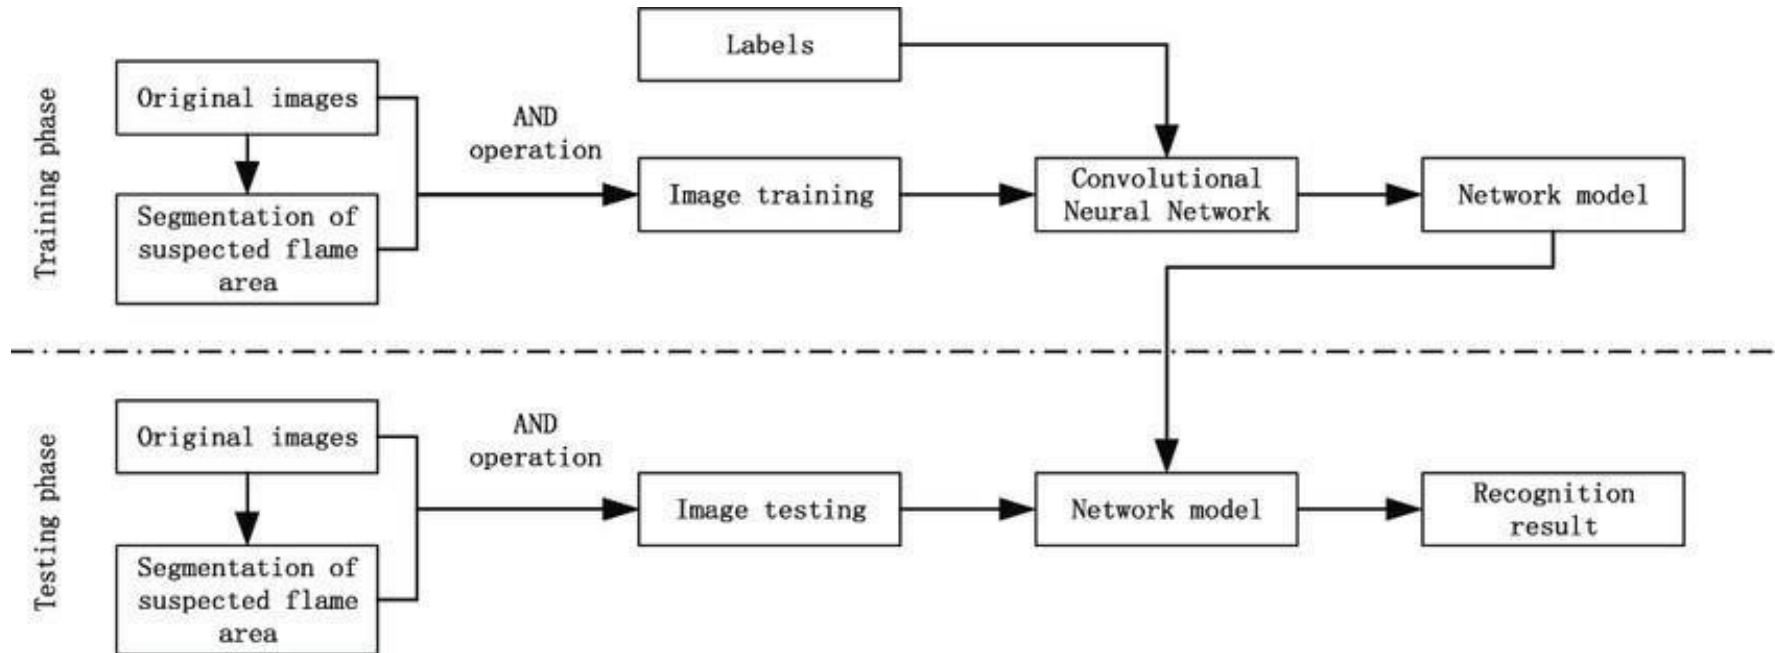 Training phase
Original images
Segmentation of
suspected flame
area
AND
operation
Labels
Image training
Convolutional
Neural Network
Network model
Testing phase
Original images
Segmentation of
suspected flame
area
AND
operation
Image testing
Network model
Recognition
result